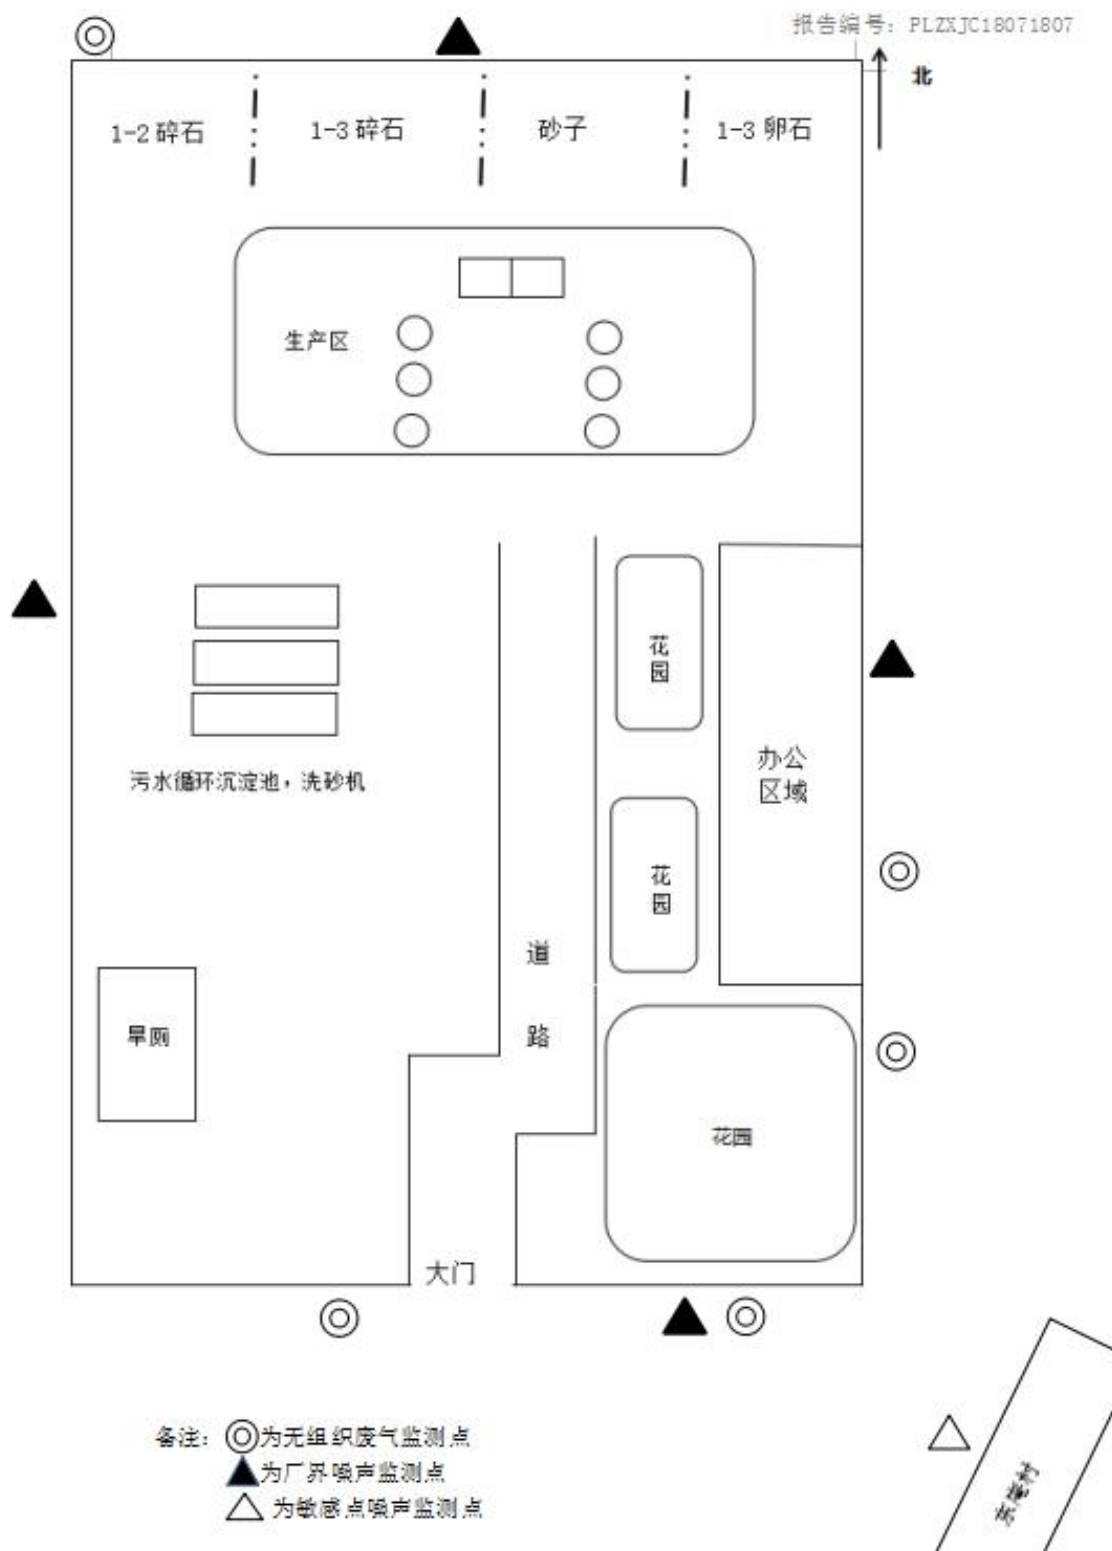 报告编号: PLZXJC18071807
北
1-2 碎石
1-3 碎石
砂子
1-3 卵石
生产区
花
园
办公
区域
污水循环沉淀池,洗砂机
花
园
道
路
旱厕
花园
大门
备注: 为无组织废气监测点
为厂界噪声监测点
为敏感点噪声监测点
村